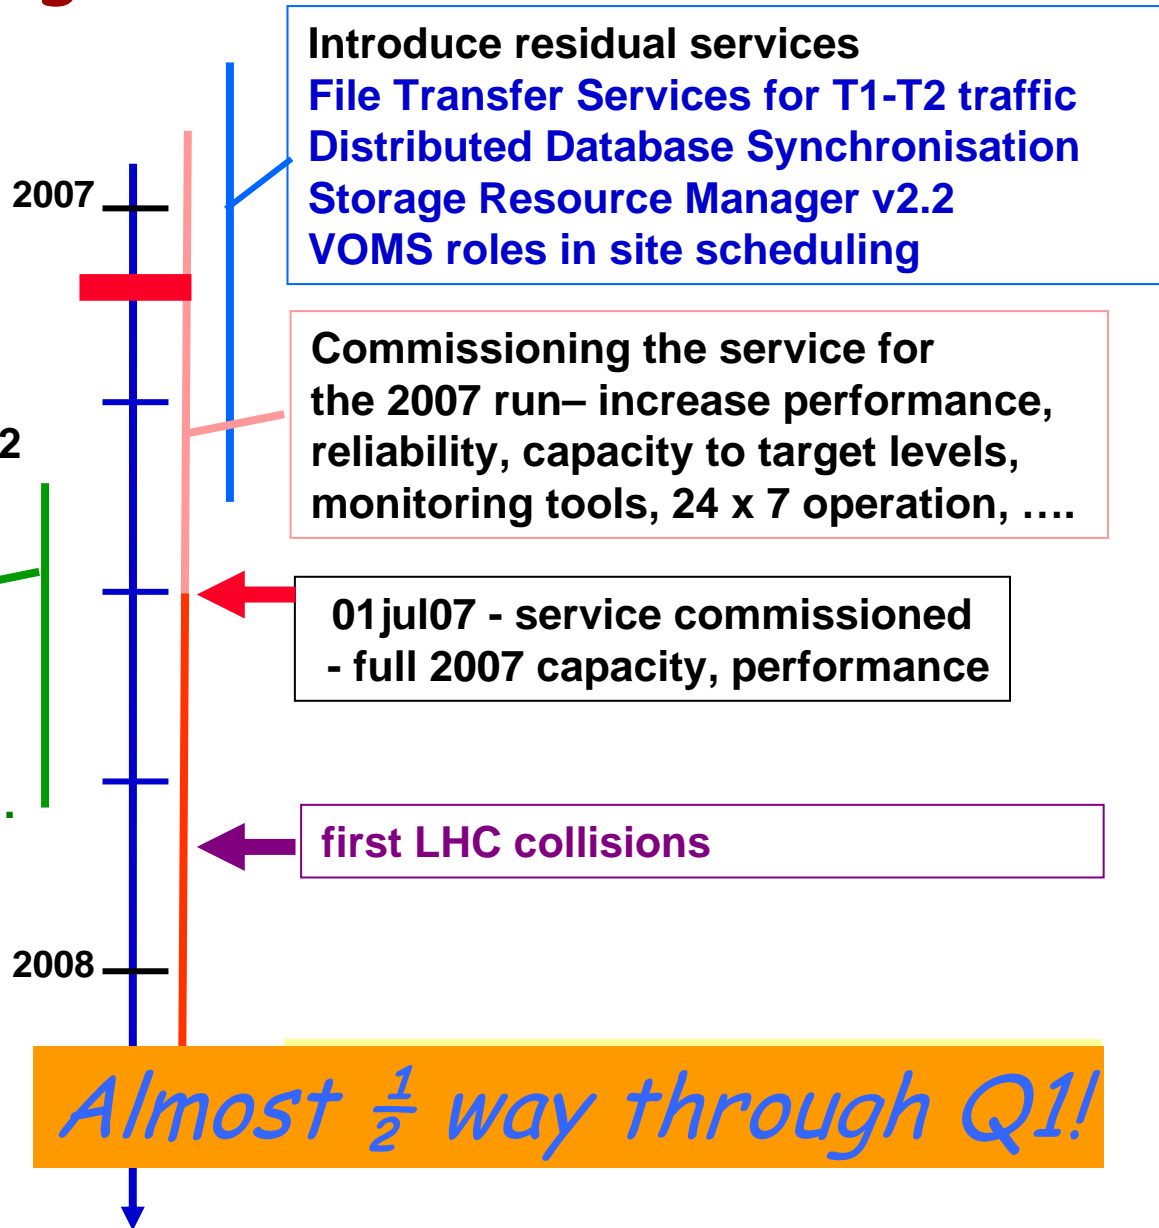 Introduce residual services
File Transfer Services for T1-T2 traffic
Distributed Database Synchronisation
Storage Resource Manager v2.2
VOMS roles in site scheduling
2007
Commissioning the service for
the 2007 run– increase performance,
reliability, capacity to target levels,
monitoring tools, 24 x 7 operation, ….
2
01jul07 - service commissioned
- full 2007 capacity, performance
first LHC collisions
2008
Almost ½ way through Q1!